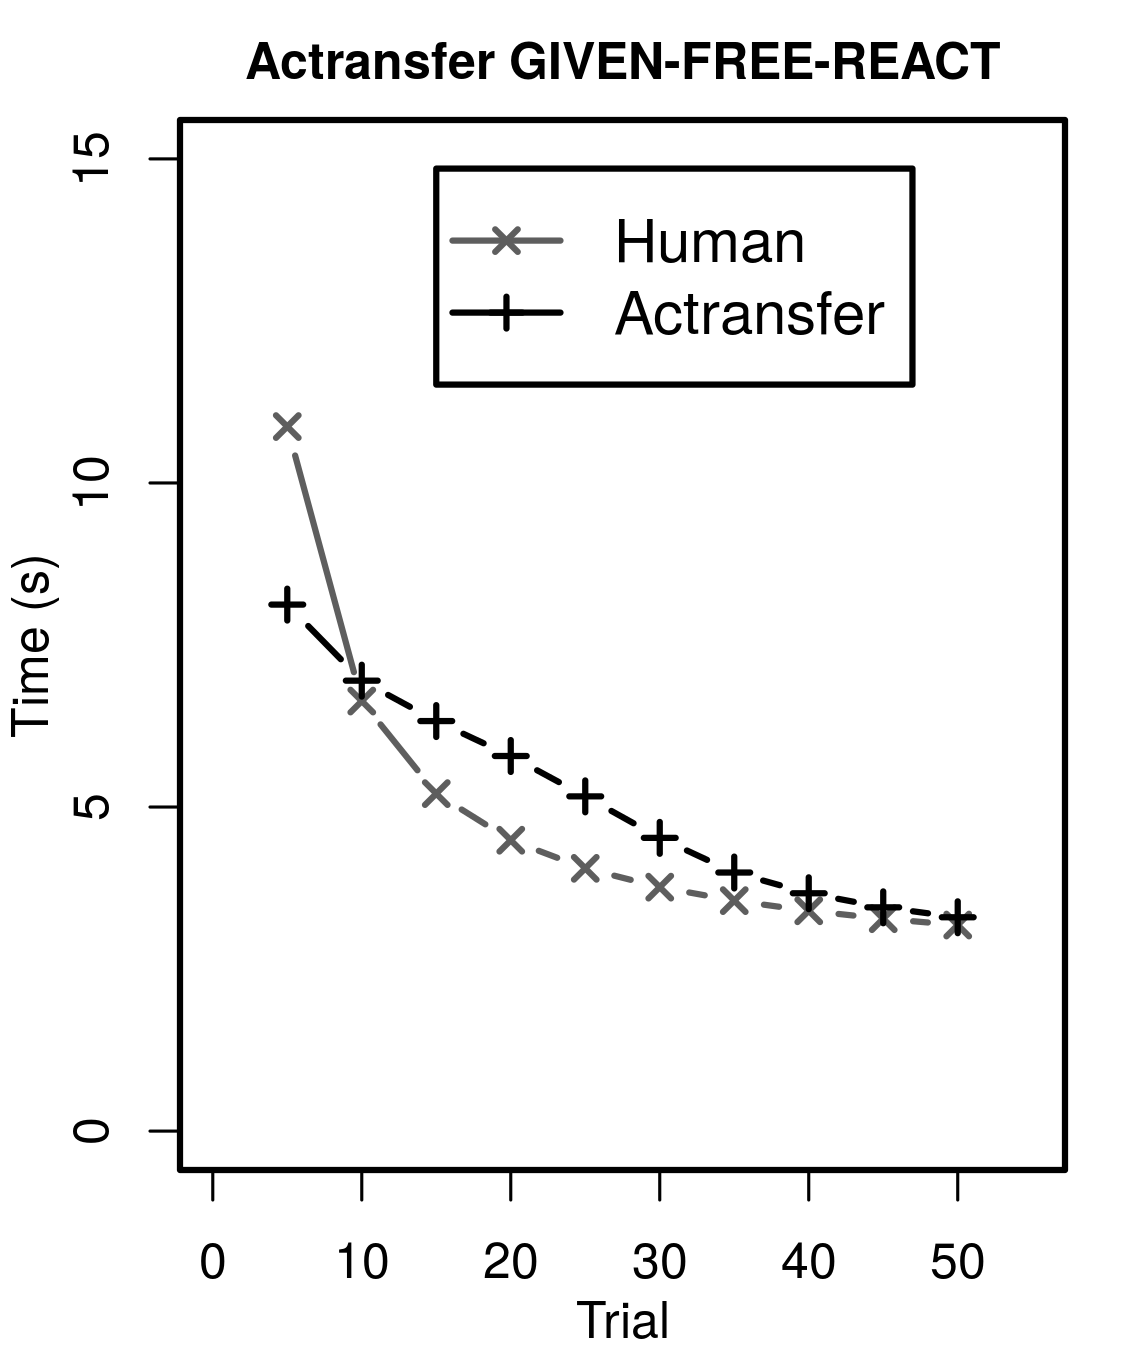 Actransfer GIVEN-FREE-REACT
Human
Actransfer
15
10
5
0
Time (s)
0 10 20 30 40 50
Trial